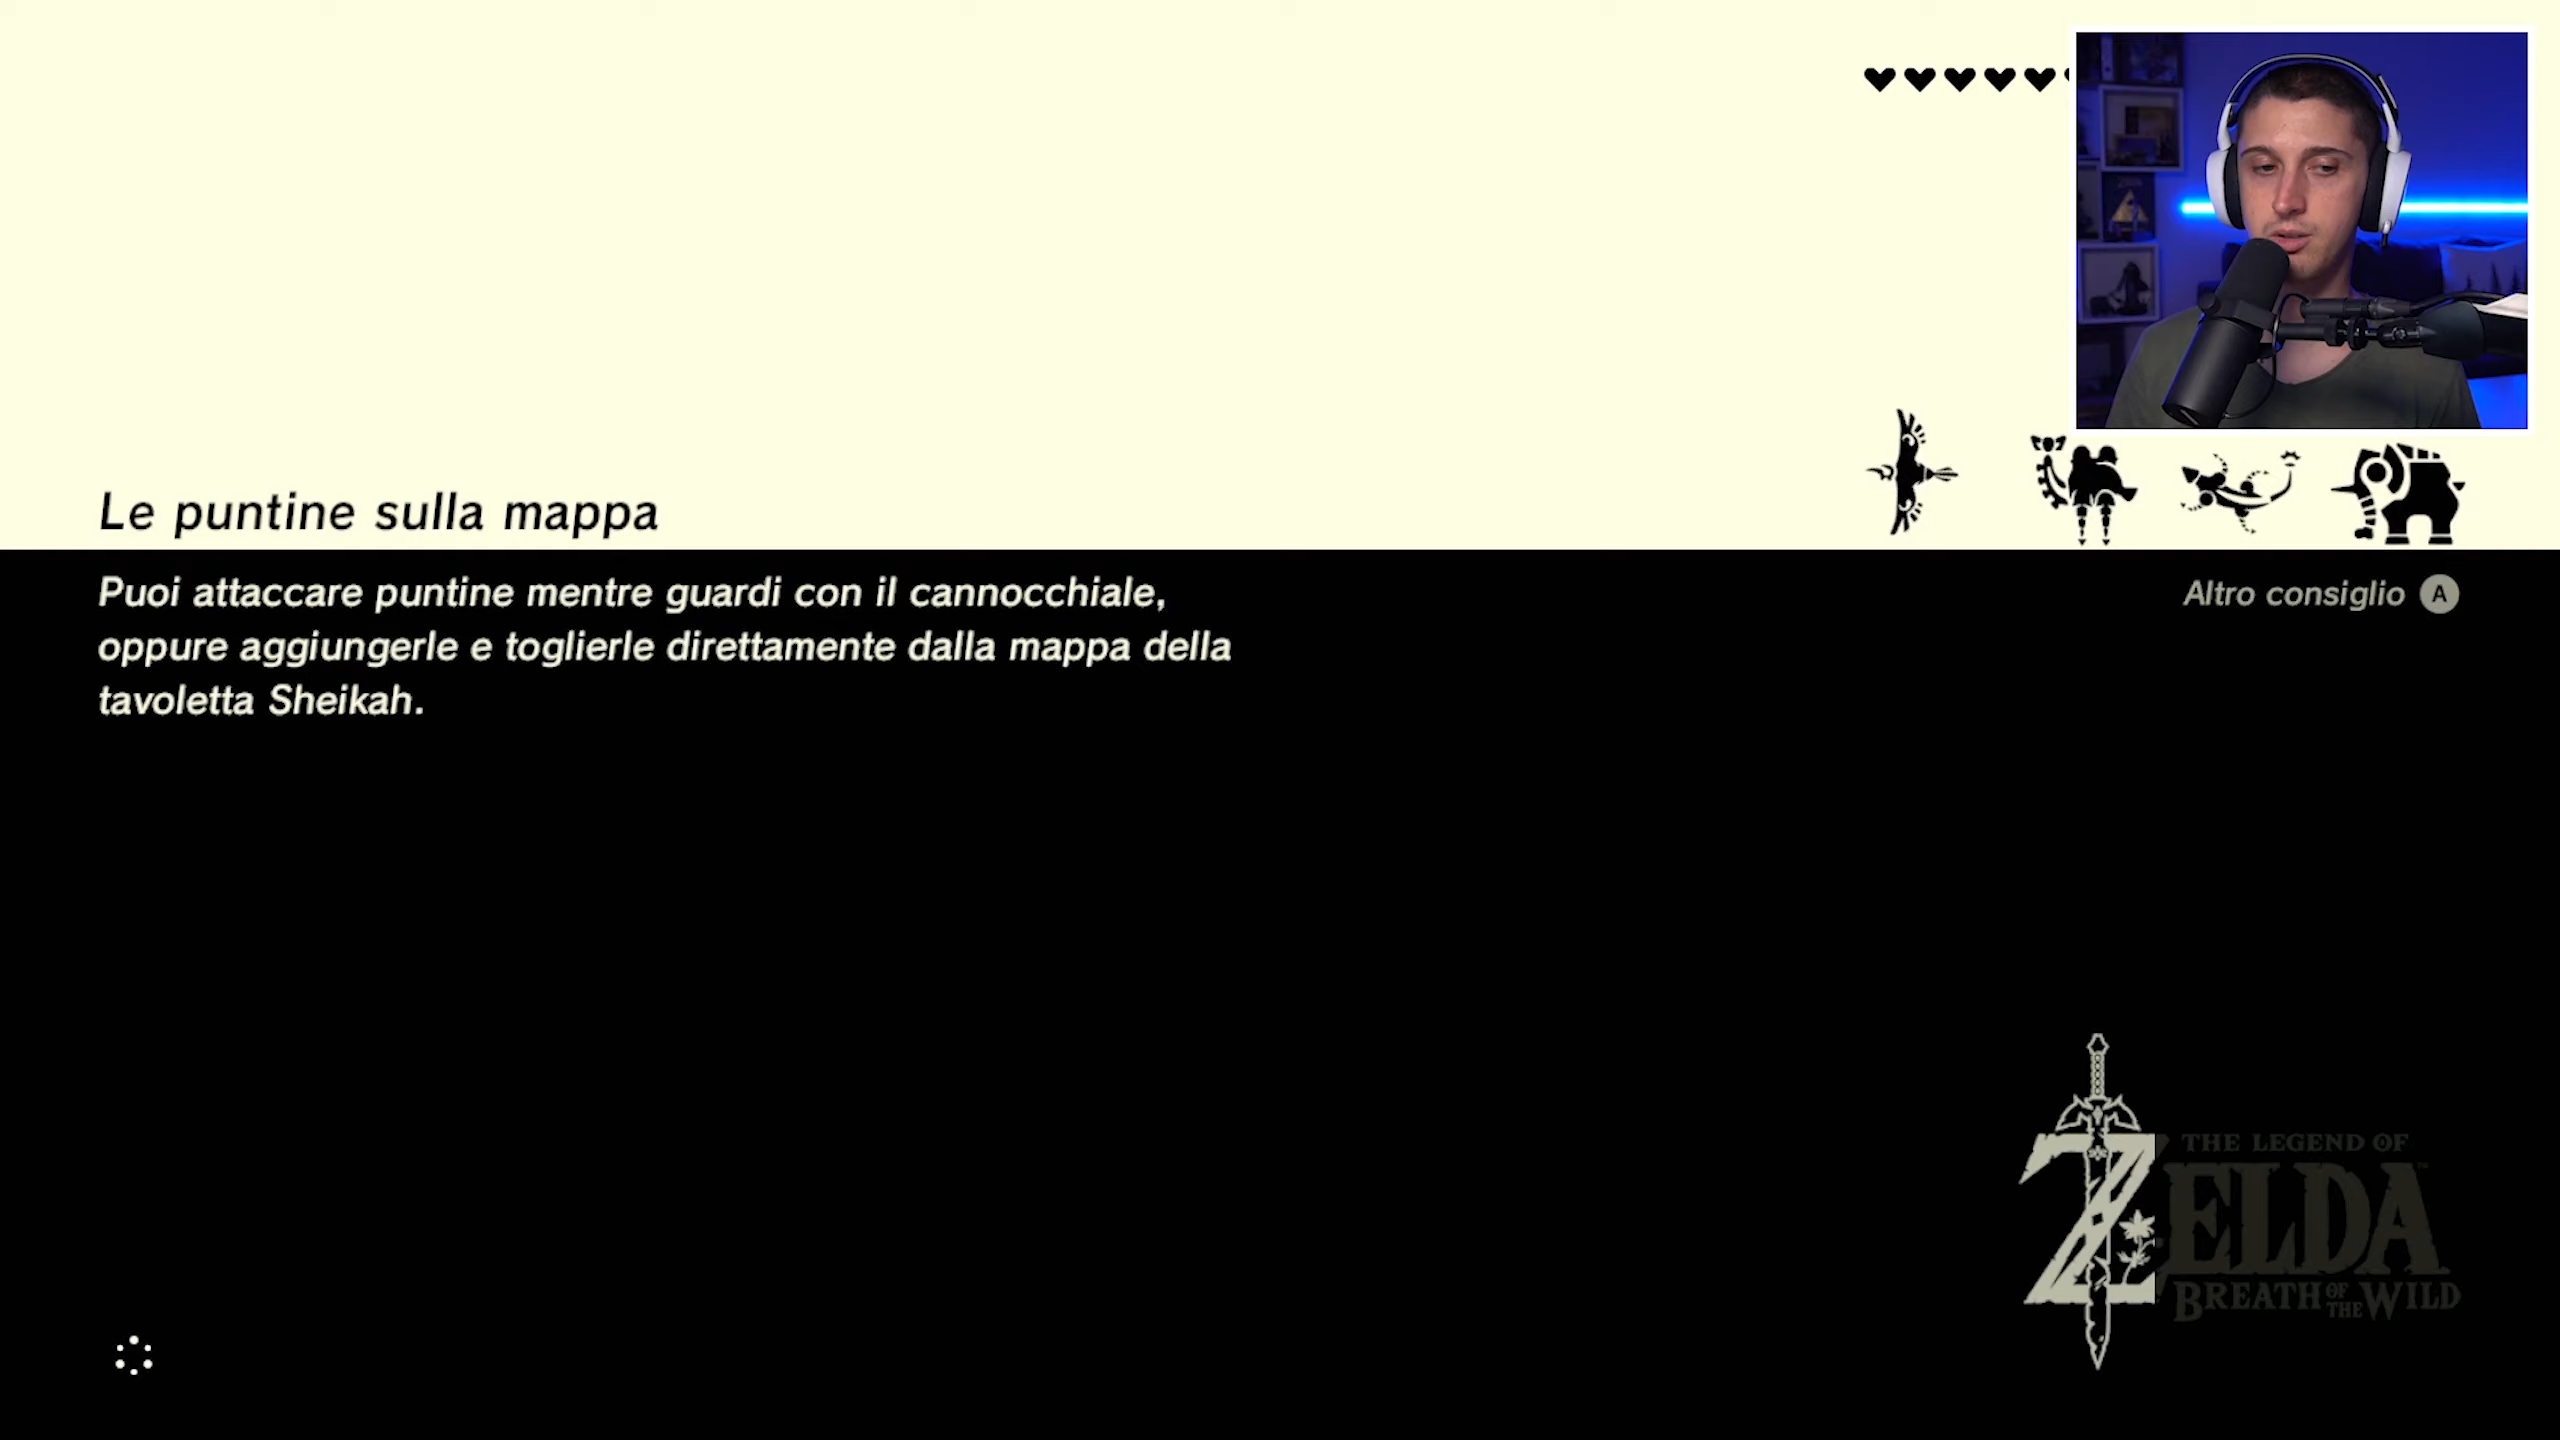 Le puntine sulla mappa
Puoi attaccare puntine mentre guardi con il cannocchiale,
oppure aggiungerle e toglierle direttamente dalla mappa della
tavoletta Sheikah.
Altro consiglio A
THE LEGEND OF
ZELDA
BREATH OF THE WILD